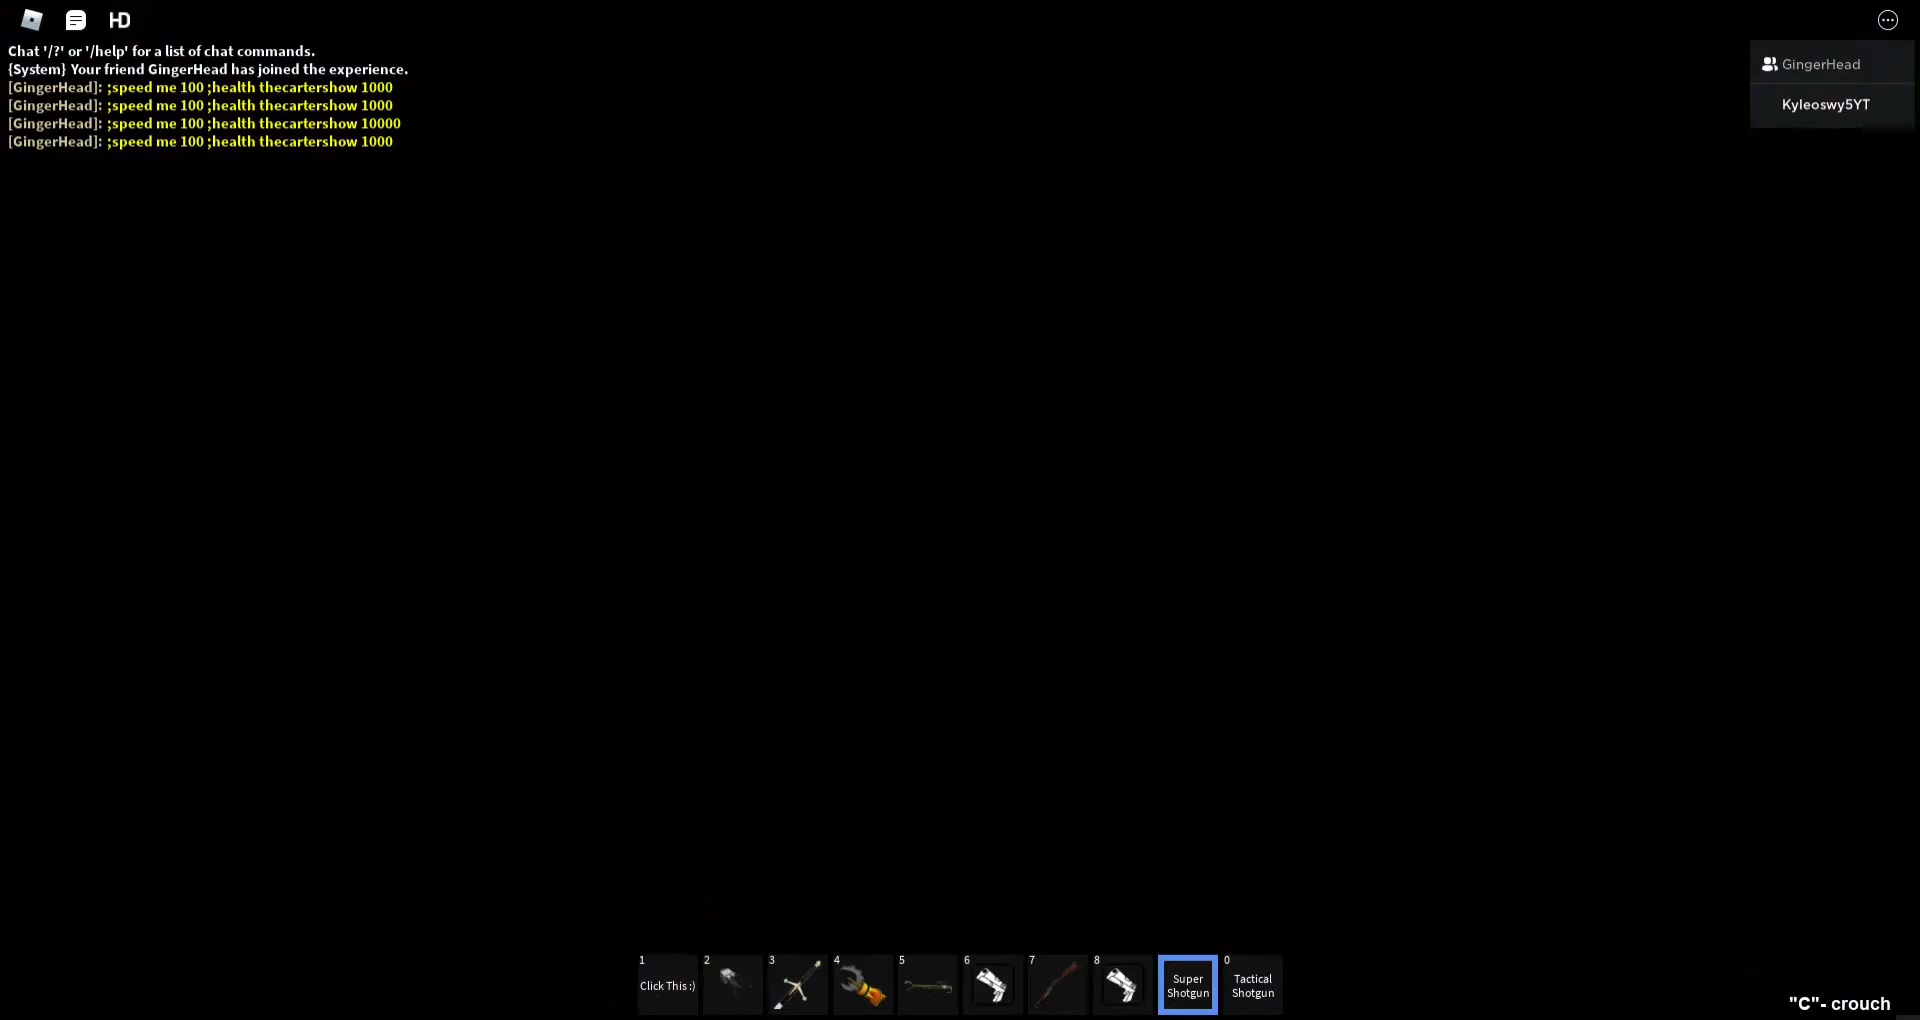 HD
Chat '/?' or '/help' for a list of chat commands.
{System} Your friend GingerHead has joined the experience.
[GingerHead]: ;speed me 100 ;health thecartershow 1000
[GingerHead]: ;speed me 100 ;health thecartershow 1000
[GingerHead]: ;speed me 100 ;health thecartershow 10000
[GingerHead]: ;speed me 100 ;health thecartershow 1000
GingerHead
Kyleoswy5YT
1
Click This :)
2
3
4
5
6
7
8
Super
Shotgun
0
Tactical
Shotgun
"C"- crouch